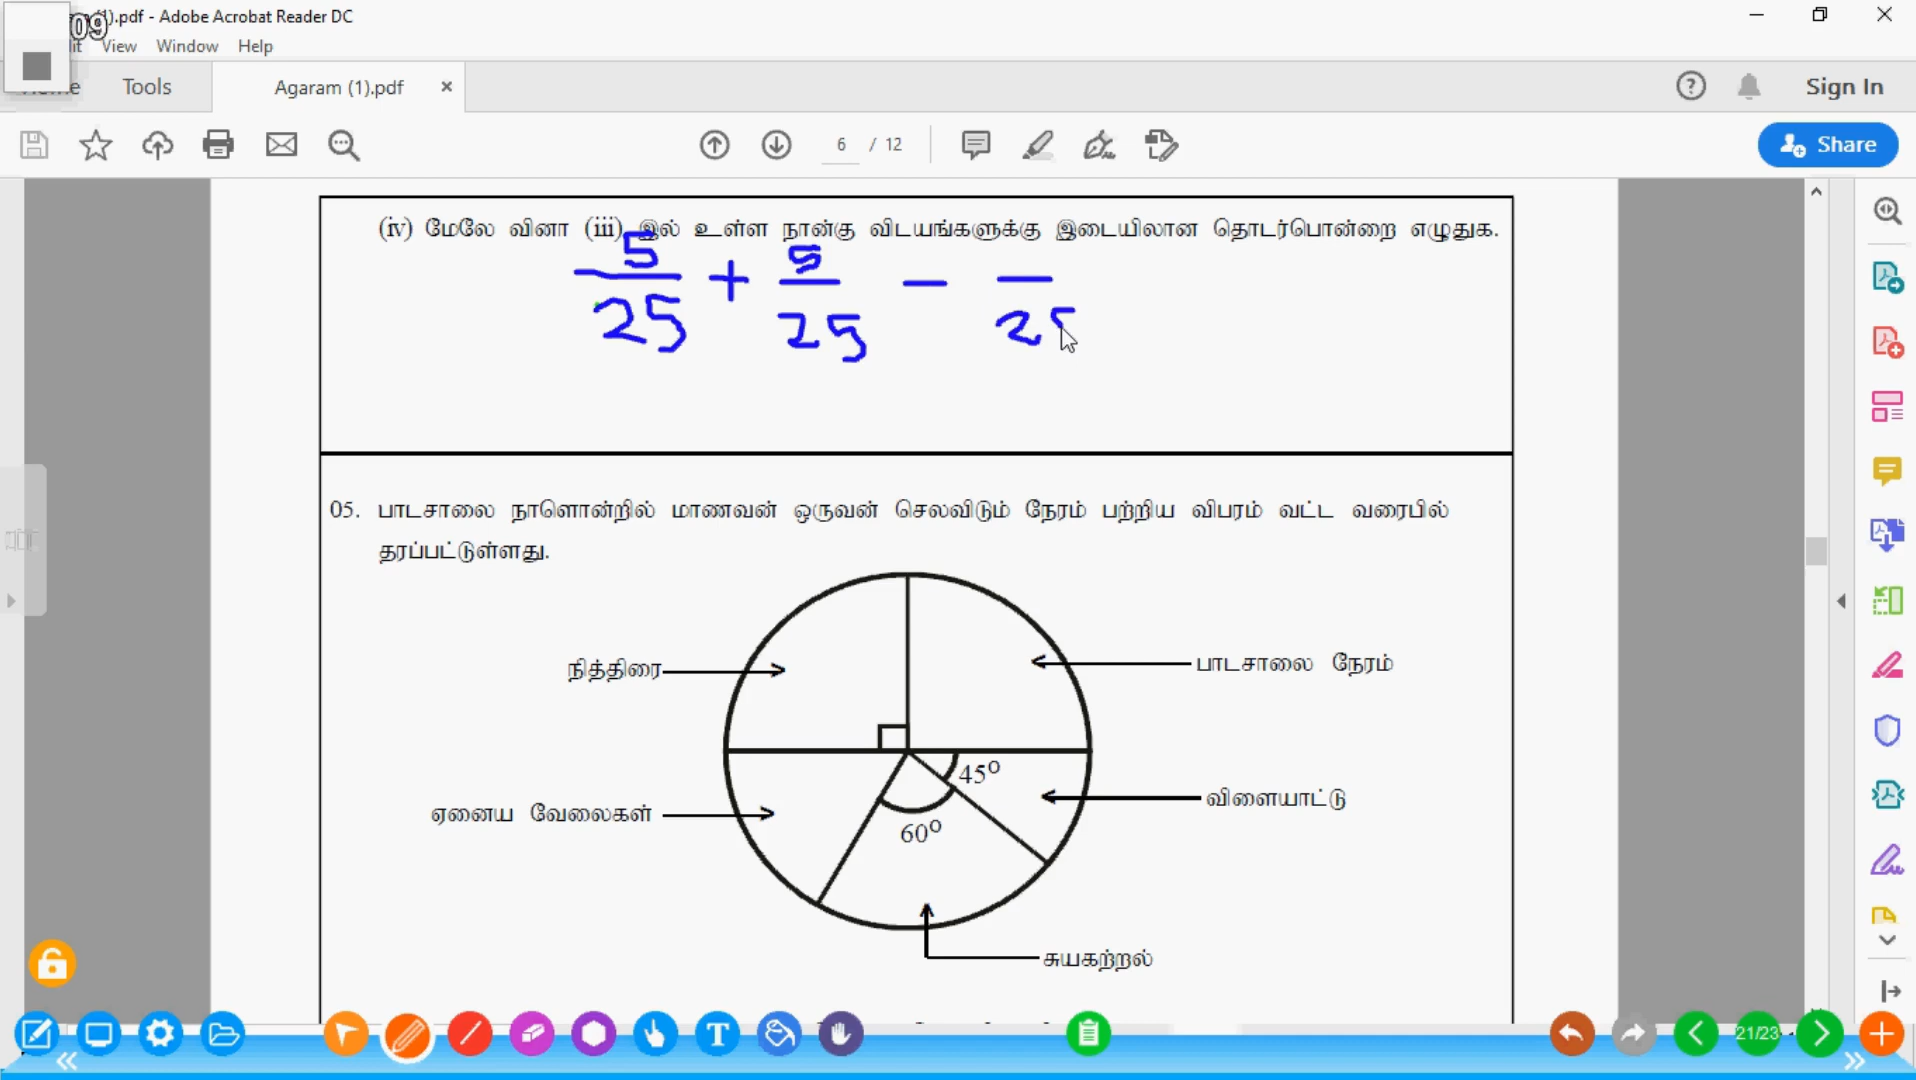 09
(1).pdf - Adobe Acrobat Reader DC
View Window Help
Tools
Agaram (1).pdf ×
Sign In
6 / 12
Share
(iv) மேலே வினா (iii) இல் உள்ள நான்கு விடயங்களுக்கு இடையிலான தொடர்பொன்றை எழுதுக.
5 5
+ −
25 25 25
05. பாடசாலை நாளொன்றில் மாணவன் ஒருவன் செலவிடும் நேரம் பற்றிய விபரம் வட்ட வரைபில்
தரப்பட்டுள்ளது.
நித்திரை
பாடசாலை நேரம்
45°
விளையாட்டு
ஏனைய வேலைகள்
60°
சுயகற்றல்
T
21/23